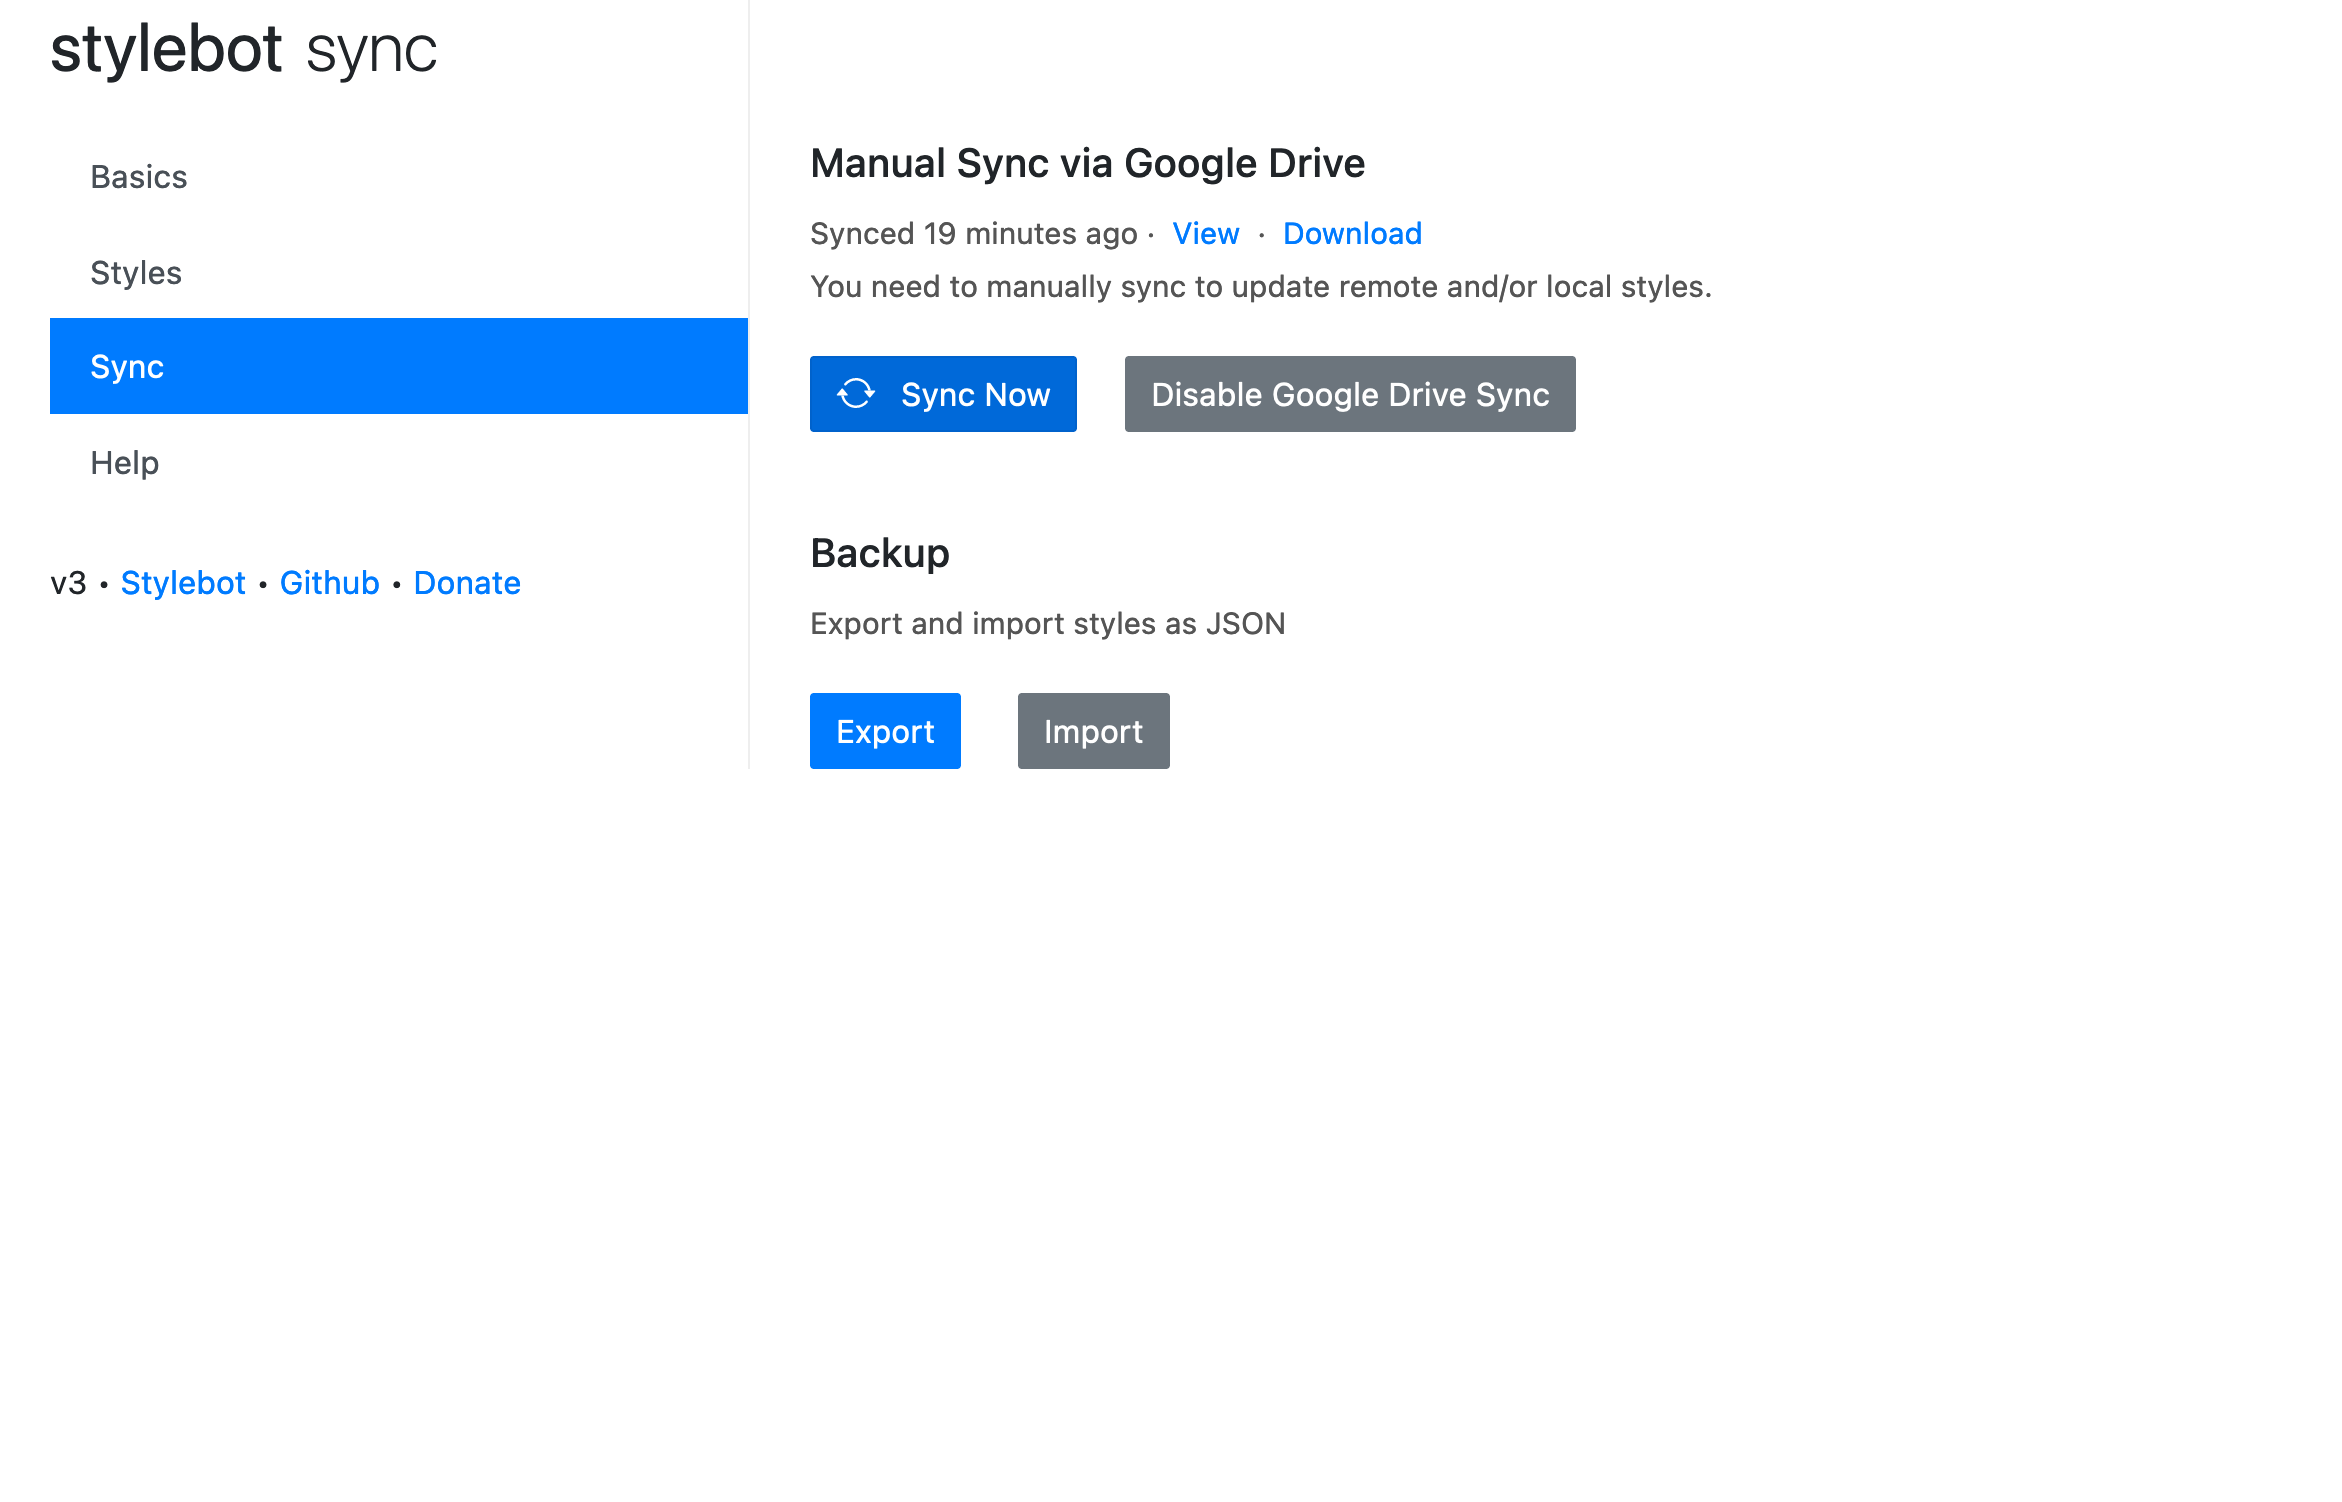 stylebot sync
Basics
Styles
Sync
Help
v3 • Stylebot • Github • Donate
Manual Sync via Google Drive
Synced 19 minutes ago · View · Download
You need to manually sync to update remote and/or local styles.
Sync Now
Disable Google Drive Sync
Backup
Export and import styles as JSON
Export
Import